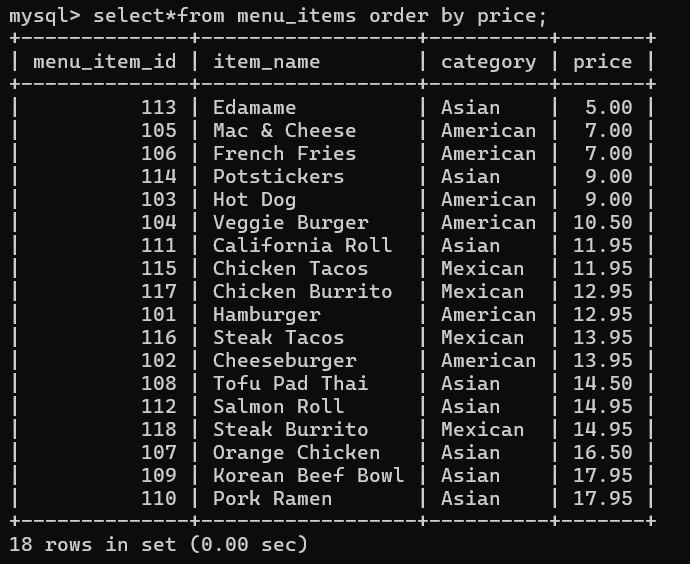 mysql> select*from menu_items order by price;
+--------------+------------------+----------+-------+
| menu_item_id | item_name        | category | price |
+--------------+------------------+----------+-------+
|          113 | Edamame          | Asian    |  5.00 |
|          105 | Mac & Cheese     | American |  7.00 |
|          106 | French Fries     | American |  7.00 |
|          114 | Potstickers      | Asian    |  9.00 |
|          103 | Hot Dog          | American |  9.00 |
|          104 | Veggie Burger    | American | 10.50 |
|          111 | California Roll  | Asian    | 11.95 |
|          115 | Chicken Tacos    | Mexican  | 11.95 |
|          117 | Chicken Burrito  | Mexican  | 12.95 |
|          101 | Hamburger        | American | 12.95 |
|          116 | Steak Tacos      | Mexican  | 13.95 |
|          102 | Cheeseburger     | American | 13.95 |
|          108 | Tofu Pad Thai    | Asian    | 14.50 |
|          112 | Salmon Roll      | Asian    | 14.95 |
|          118 | Steak Burrito    | Mexican  | 14.95 |
|          107 | Orange Chicken   | Asian    | 16.50 |
|          109 | Korean Beef Bowl | Asian    | 17.95 |
|          110 | Pork Ramen       | Asian    | 17.95 |
+--------------+------------------+----------+-------+
18 rows in set (0.00 sec)